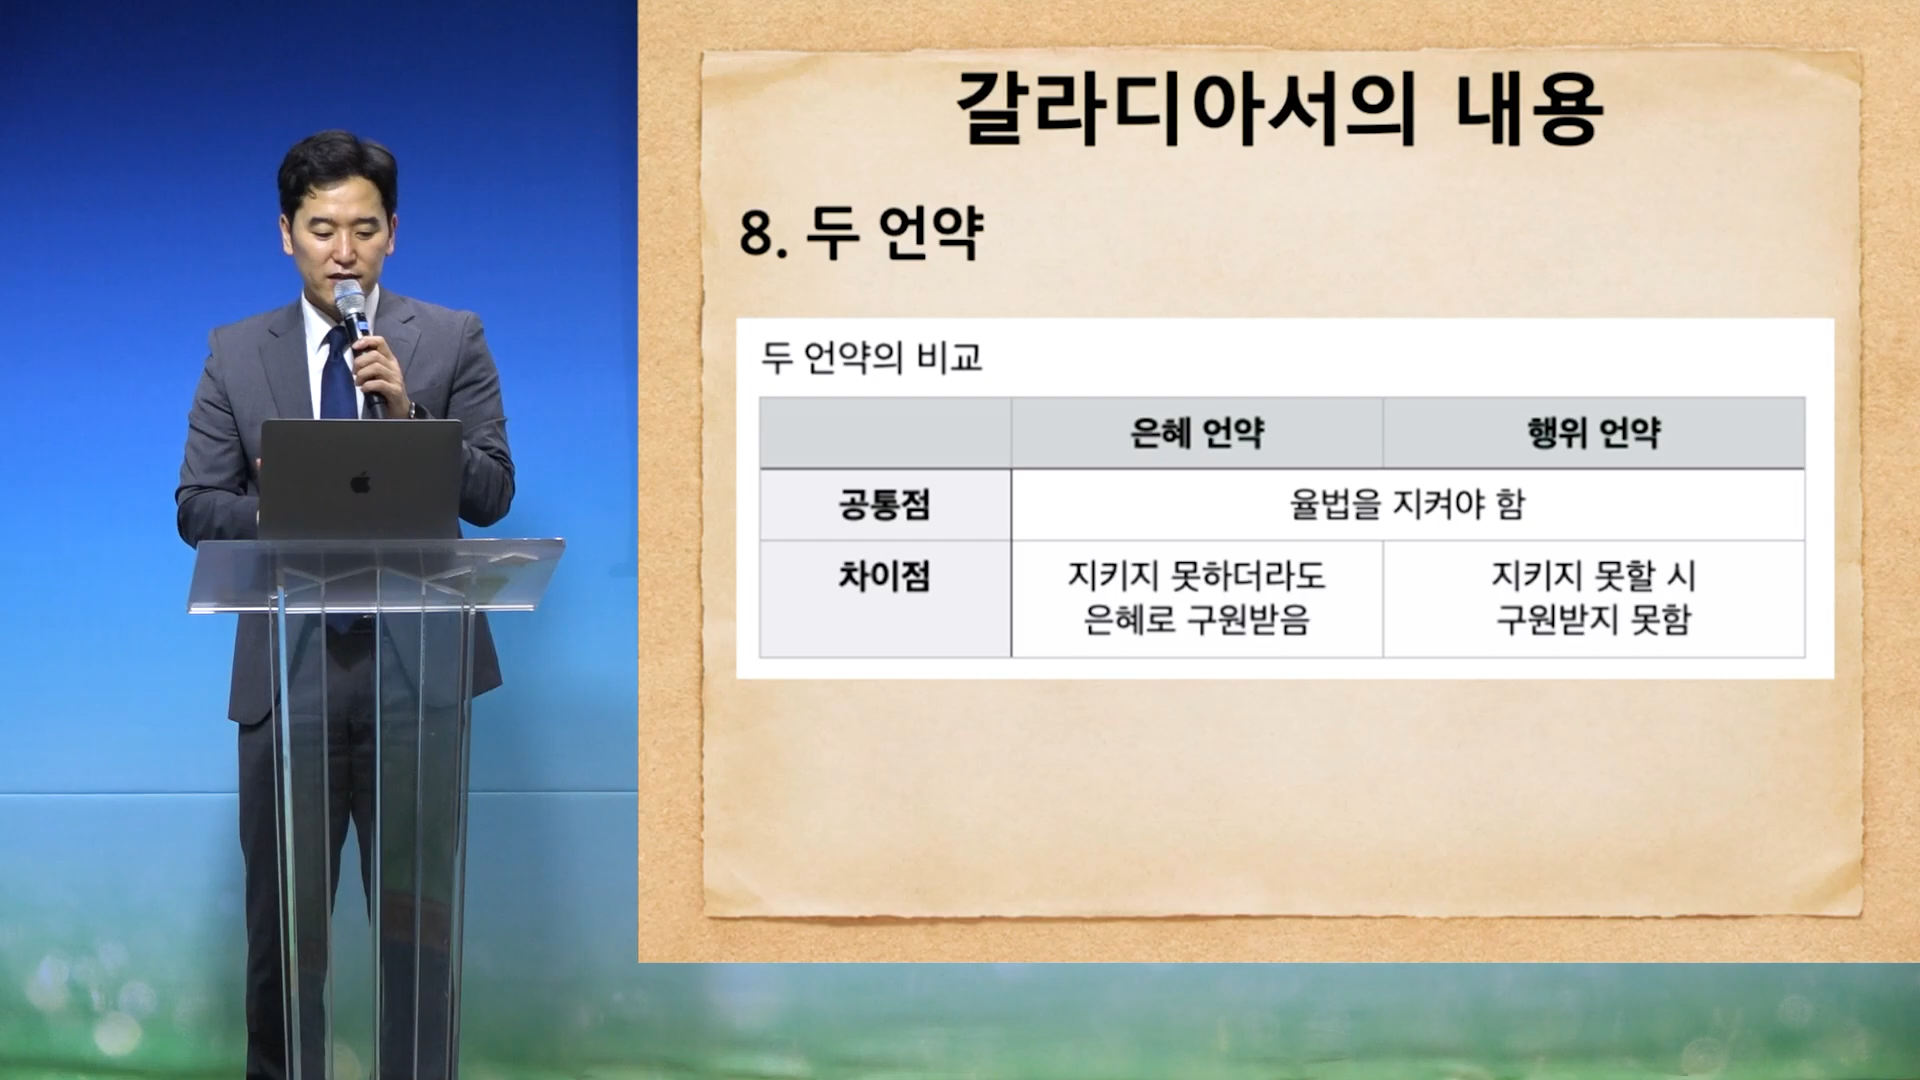 갈라디아서의 내용
8. 두 언약
두 언약의 비교
은혜 언약 행위 언약
공통점 율법을 지켜야 함
차이점 지키지 못하더라도 지키지 못할 시
은혜로 구원받음 구원받지 못함